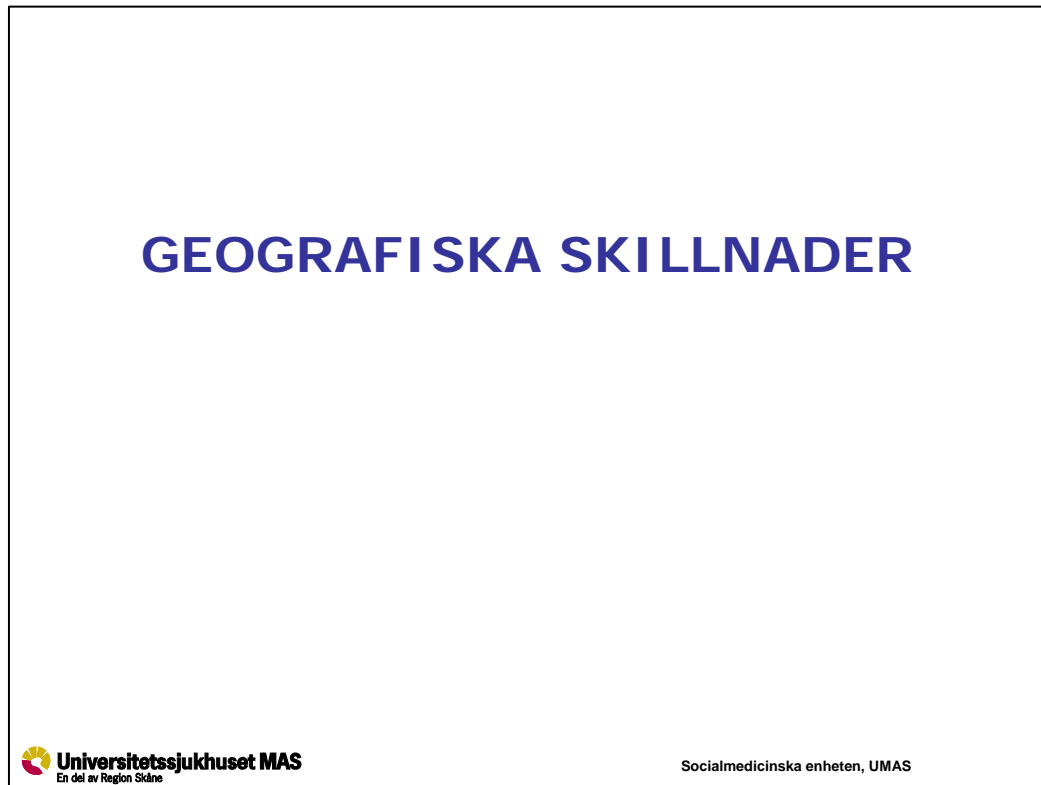 GEOGRAFISKA SKILLNADER
Universitetssjukhuset MAS
En del av Region Skåne
Socialmedicinska enheten, UMAS